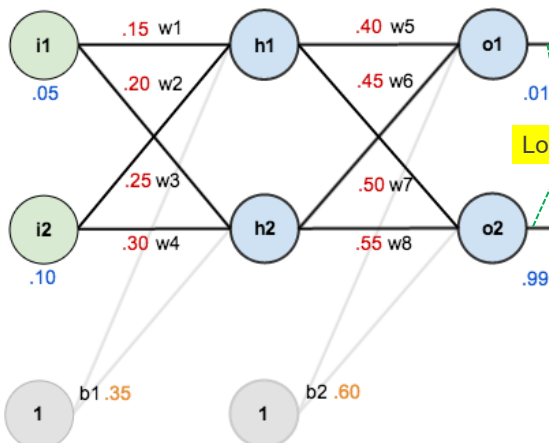 i1 .15 w1 h1 .40 w5 o1
.05 .20 w2 .45 w6 .01
Lo
.25 w3 .50 w7
i2 .30 w4 h2 .55 w8 o2
.10 .99
b1 .35 b2 .60
1 1